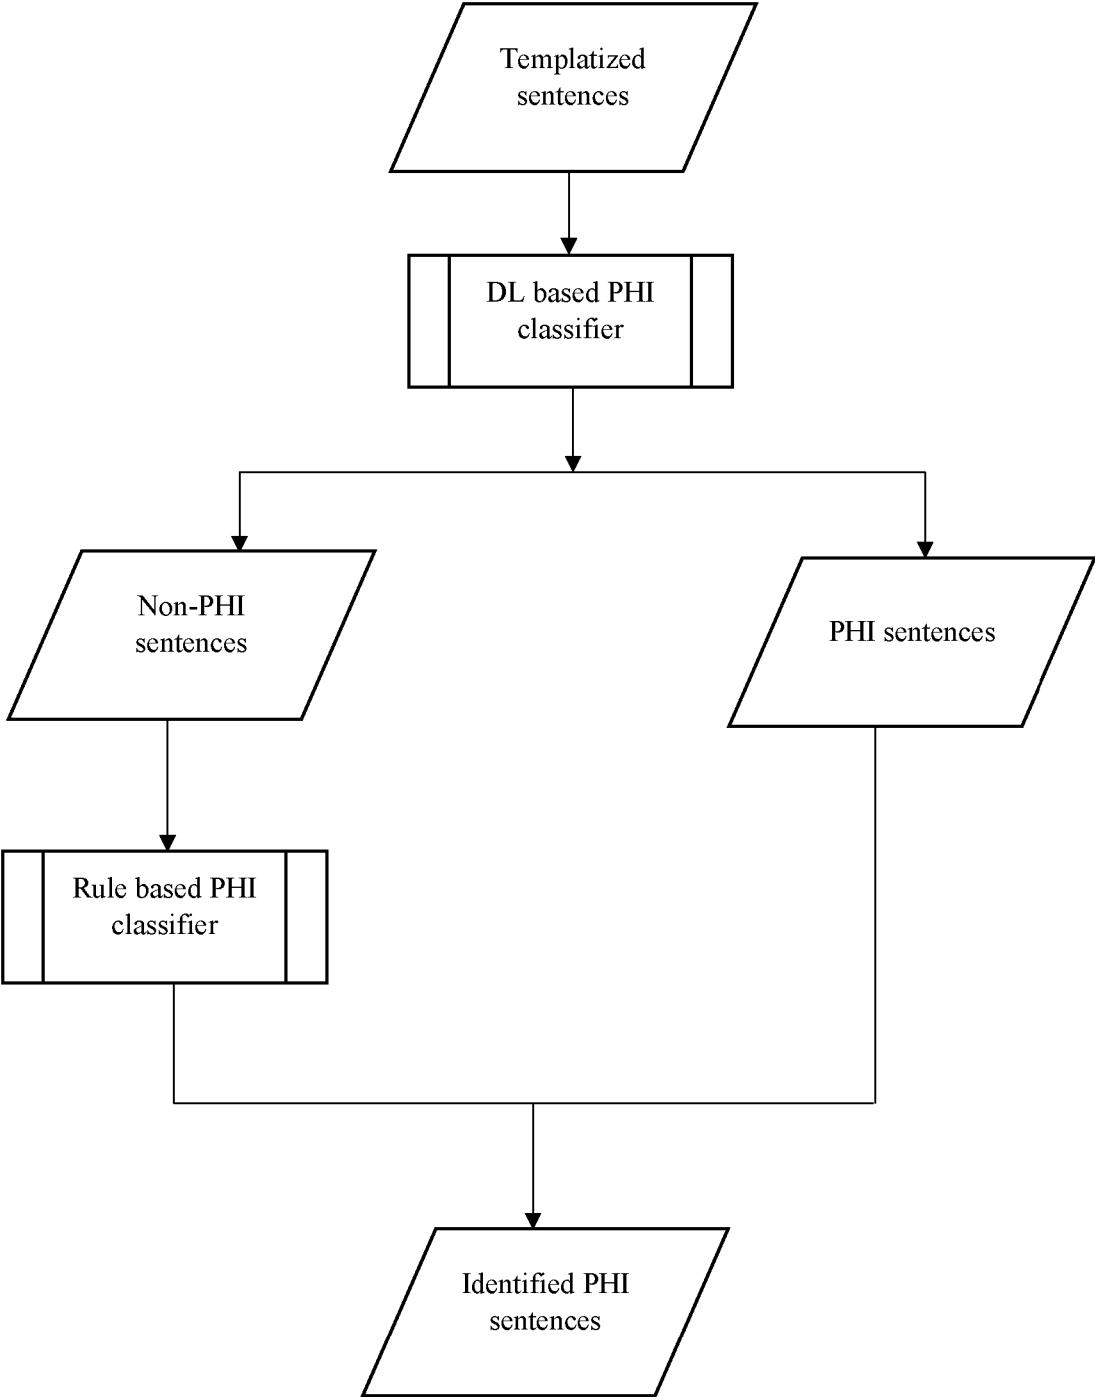 Templatized
sentences
DL based PHI
classifier
Non-PHI
sentences
PHI sentences
Rule based PHI
classifier
Identified PHI
sentences